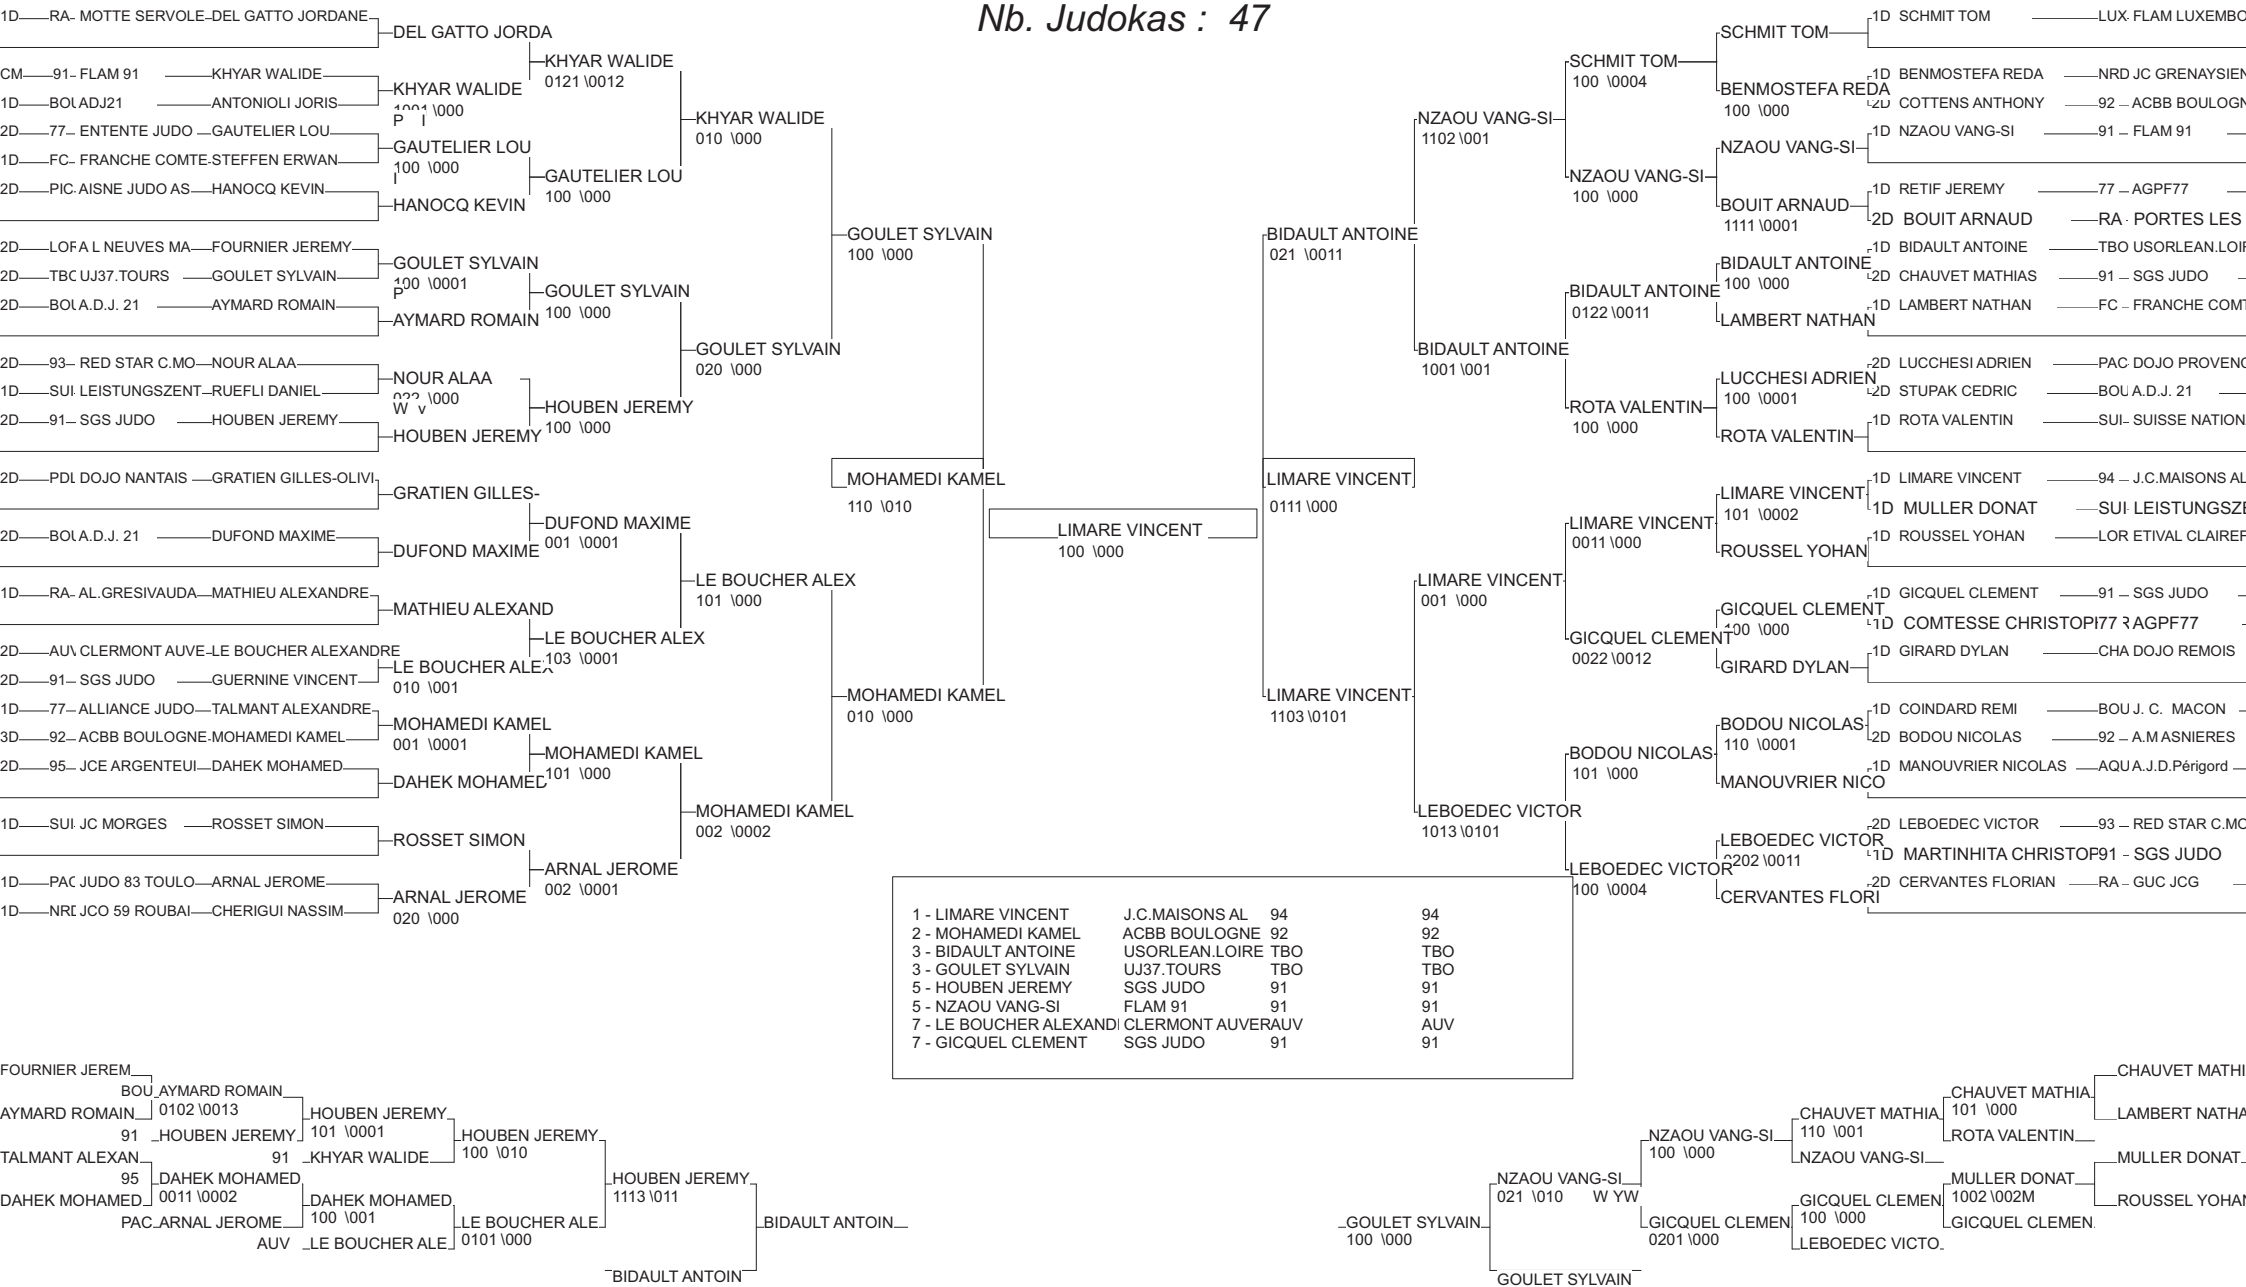 Nb. Judokas : 47
1D RA MOTTE SERVOLE DEL GATTO JORDANE
CM 91 FLAM 91 KHYAR WALIDE
1D BOU ADJ21 ANTONIOLI JORIS
2D 77 ENTENTE JUDO GAUTELIER LOU
1D FC FRANCHE COMTE STEFFEN ERWAN
2D PIC AISNE JUDO AS HANOCQ KEVIN
2D LOR A L NEUVES MA FOURNIER JEREMY
2D TBO UJ37.TOURS GOULET SYLVAIN
2D BOU A.D.J. 21 AYMARD ROMAIN
2D 93 RED STAR C.MO NOUR ALAA
1D SUI LEISTUNGSZENT RUEFLI DANIEL
2D 91 SGS JUDO HOUBEN JEREMY
2D PDL DOJO NANTAIS GRATIEN GILLES-OLIVI
2D BOU A.D.J. 21 DUFOND MAXIME
1D RA AL.GRESIVAUDA MATHIEU ALEXANDRE
2D AUV CLERMONT AUVE LE BOUCHER ALEXANDRE
2D 91 SGS JUDO GUERNINE VINCENT
1D 77 ALLIANCE JUDO TALMANT ALEXANDRE
3D 92 ACBB BOULOGNE MOHAMEDI KAMEL
2D 95 JCE ARGENTEUI DAHEK MOHAMED
1D SUI JC MORGES ROSSET SIMON
1D PAC JUDO 83 TOULO ARNAL JEROME
1D NRD JCO 59 ROUBAI CHERIGUI NASSIM
DEL GATTO JORDA
KHYAR WALIDE
1001 \000
P I
GAUTELIER LOU
100 \000
I
HANOCQ KEVIN
GOULET SYLVAIN
100 \0001
P
AYMARD ROMAIN
NOUR ALAA
022 \000
W v
HOUBEN JEREMY
GRATIEN GILLES-
DUFOND MAXIME
MATHIEU ALEXAND
LE BOUCHER ALEX
010 \001
MOHAMEDI KAMEL
001 \0001
DAHEK MOHAMED
ROSSET SIMON
ARNAL JEROME
020 \000
KHYAR WALIDE
0121 \0012
GAUTELIER LOU
100 \000
GOULET SYLVAIN
100 \000
HOUBEN JEREMY
100 \000
DUFOND MAXIME
001 \0001
LE BOUCHER ALEX
103 \0001
MOHAMEDI KAMEL
101 \000
ARNAL JEROME
002 \0001
KHYAR WALIDE
010 \000
GOULET SYLVAIN
020 \000
LE BOUCHER ALEX
101 \000
MOHAMEDI KAMEL
002 \0002
GOULET SYLVAIN
100 \000
MOHAMEDI KAMEL
110 \010
MOHAMEDI KAMEL
010 \000
LIMARE VINCENT
100 \000
BIDAULT ANTOINE
021 \0011
LIMARE VINCENT
0111 \000
LIMARE VINCENT
1103 \0101
NZAOU VANG-SI
1102 \001
BIDAULT ANTOINE
1001 \001
LIMARE VINCENT
001 \000
LEBOEDEC VICTOR
1013 \0101
SCHMIT TOM
100 \0004
NZAOU VANG-SI
100 \000
BIDAULT ANTOINE
0122 \0011
ROTA VALENTIN
100 \000
LIMARE VINCENT
0011 \000
GICQUEL CLEMENT
0022 \0012
BODOU NICOLAS
101 \000
LEBOEDEC VICTOR
100 \0004
SCHMIT TOM
BENMOSTEFA REDA
100 \000
NZAOU VANG-SI
BOUIT ARNAUD
1111 \0001
BIDAULT ANTOINE
100 \000
LAMBERT NATHAN
LUCCHESI ADRIEN
100 \0001
ROTA VALENTIN
LIMARE VINCENT
101 \0002
ROUSSEL YOHAN
GICQUEL CLEMENT
100 \000
GIRARD DYLAN
BODOU NICOLAS
110 \0001
MANOUVRIER NICO
LEBOEDEC VICTOR
0202 \0011
CERVANTES FLORI
1D SCHMIT TOM LUX FLAM LUXEMBO
1D BENMOSTEFA REDA NRD JC GRENAYSIEN
2D COTTENS ANTHONY 92 ACBB BOULOGN
1D NZAOU VANG-SI 91 FLAM 91
1D RETIF JEREMY 77 AGPF77
2D BOUIT ARNAUD RA PORTES LES
1D BIDAULT ANTOINE TBO USORLEAN.LOIR
2D CHAUVET MATHIAS 91 SGS JUDO
1D LAMBERT NATHAN FC FRANCHE COMT
2D LUCCHESI ADRIEN PAC DOJO PROVENC
2D STUPAK CEDRIC BOU A.D.J. 21
1D ROTA VALENTIN SUI SUISSE NATION
1D LIMARE VINCENT 94 J.C.MAISONS AL
1D MULLER DONAT SUI LEISTUNGSZE
1D ROUSSEL YOHAN LOR ETIVAL CLAIREF
1D GICQUEL CLEMENT 91 SGS JUDO
1D COMTESSE CHRISTOPH 77 AGPF77
1D GIRARD DYLAN CHA DOJO REMOIS
1D COINDARD REMI BOU J. C. MACON
2D BODOU NICOLAS 92 A.M ASNIERES
1D MANOUVRIER NICOLAS AQU A.J.D.Périgord
2D LEBOEDEC VICTOR 93 RED STAR C.MO
1D MARTINHITA CHRISTOP 91 SGS JUDO
2D CERVANTES FLORIAN RA GUC JCG
1 - LIMARE VINCENT J.C.MAISONS AL 94 94
2 - MOHAMEDI KAMEL ACBB BOULOGNE 92 92
3 - BIDAULT ANTOINE USORLEAN.LOIRE TBO TBO
3 - GOULET SYLVAIN UJ37.TOURS TBO TBO
5 - HOUBEN JEREMY SGS JUDO 91 91
5 - NZAOU VANG-SI FLAM 91 91 91
7 - LE BOUCHER ALEXAND CLERMONT AUVER AUV AUV
7 - GICQUEL CLEMENT SGS JUDO 91 91
FOURNIER JEREM
BOU AYMARD ROMAIN
AYMARD ROMAIN 0102 \0013
91 HOUBEN JEREMY
TALMANT ALEXAN
95 DAHEK MOHAMED
DAHEK MOHAMED 0011 \0002
PAC ARNAL JEROME
HOUBEN JEREMY
101 \0001
91 KHYAR WALIDE
DAHEK MOHAMED
100 \001
AUV LE BOUCHER ALE
HOUBEN JEREMY
100 \010
LE BOUCHER ALE
0101 \000
HOUBEN JEREMY
1113 \011
BIDAULT ANTOIN
BIDAULT ANTOIN
GOULET SYLVAIN
100 \000
NZAOU VANG-SI
021 \010 W YW
GOULET SYLVAIN
NZAOU VANG-SI
100 \000
GICQUEL CLEMEN
0201 \000
CHAUVET MATHIA
110 \001
NZAOU VANG-SI
GICQUEL CLEMEN
100 \000
LEBOEDEC VICTO
CHAUVET MATHIA
101 \000
ROTA VALENTIN
MULLER DONAT
1002 \002M
GICQUEL CLEMEN
CHAUVET MATHI
LAMBERT NATHA
MULLER DONAT
ROUSSEL YOHAN